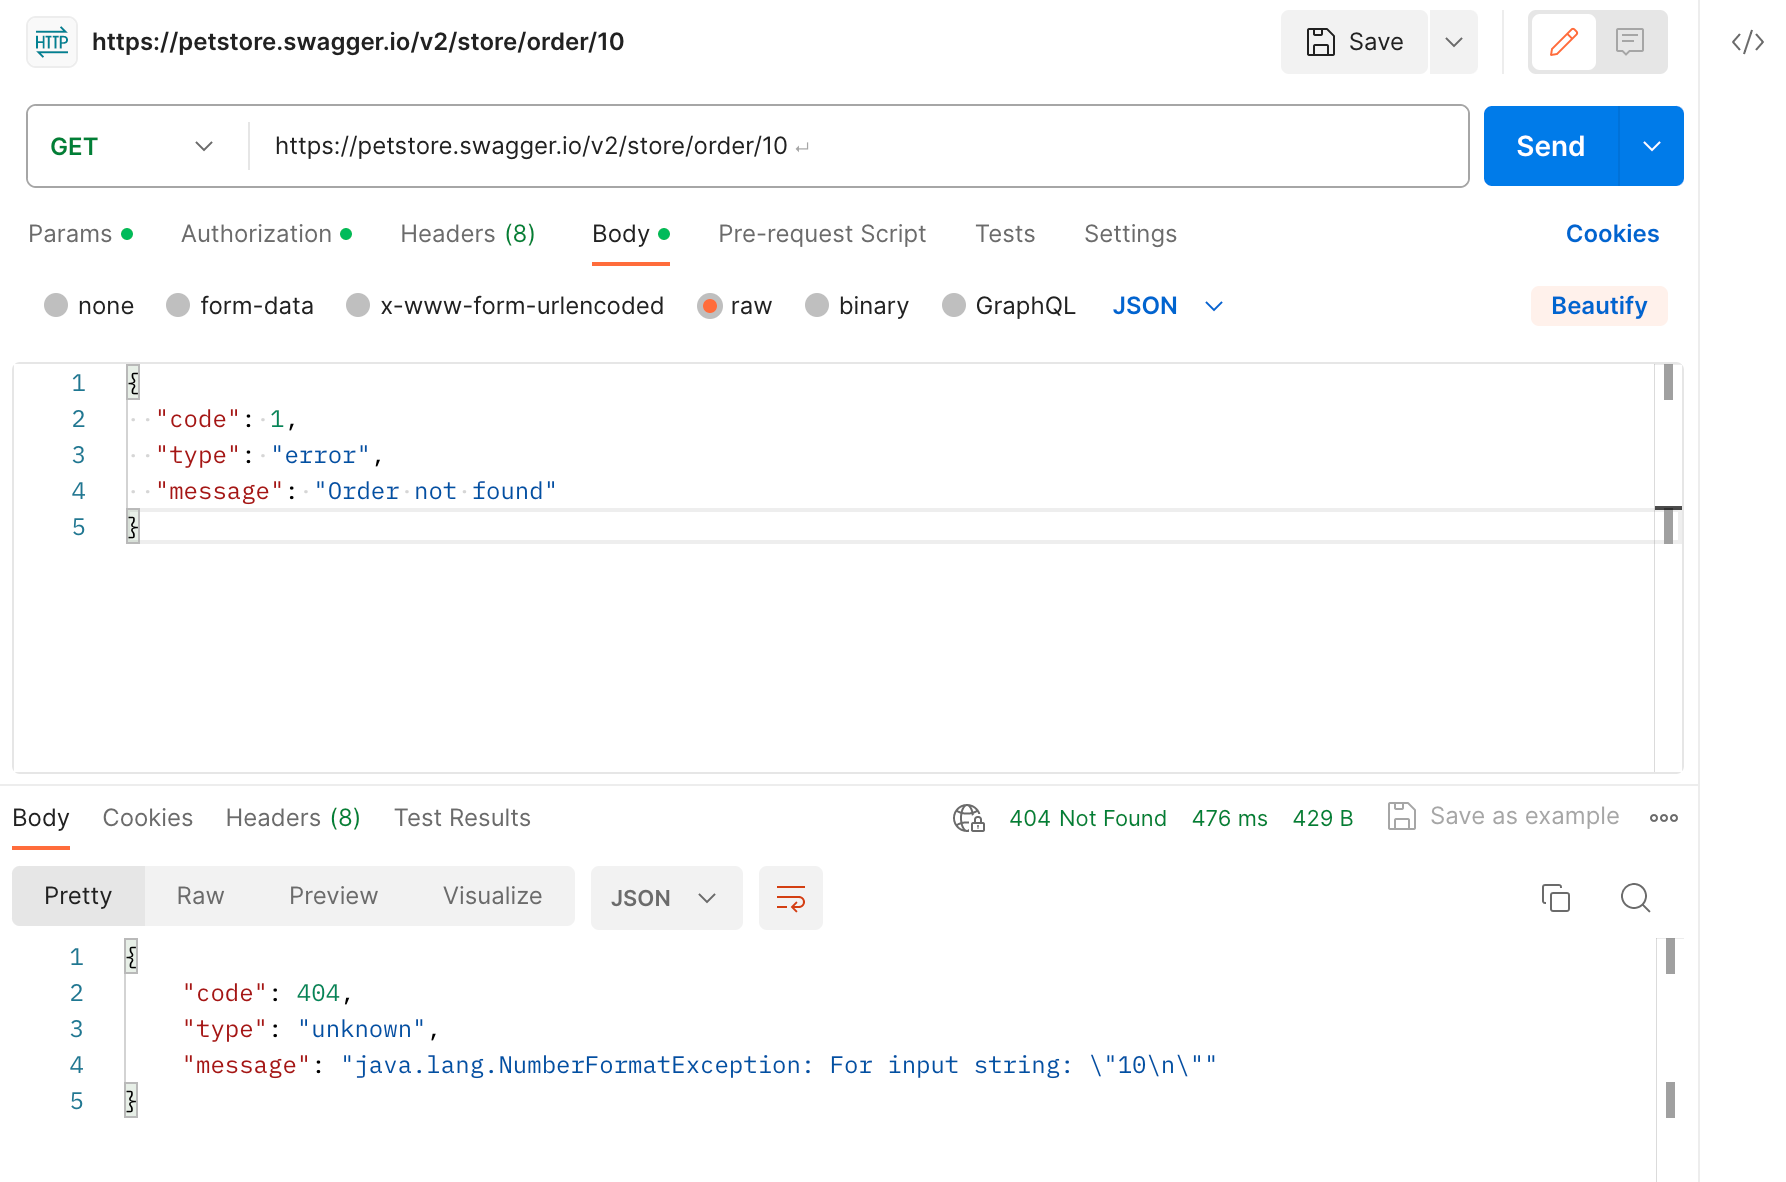 HTTP https://petstore.swagger.io/v2/store/order/10 Save </>
GET https://petstore.swagger.io/v2/store/order/10 ↵ Send
Params Authorization Headers (8) Body Pre-request Script Tests Settings Cookies
none form-data x-www-form-urlencoded raw binary GraphQL JSON Beautify
1 {
2 "code": 1,
3 "type": "error",
4 "message": "Order not found"
5 }
Body Cookies Headers (8) Test Results 404 Not Found 476 ms 429 B Save as example
Pretty Raw Preview Visualize JSON
1 {
2 "code": 404,
3 "type": "unknown",
4 "message": "java.lang.NumberFormatException: For input string: \"10\n\""
5 }